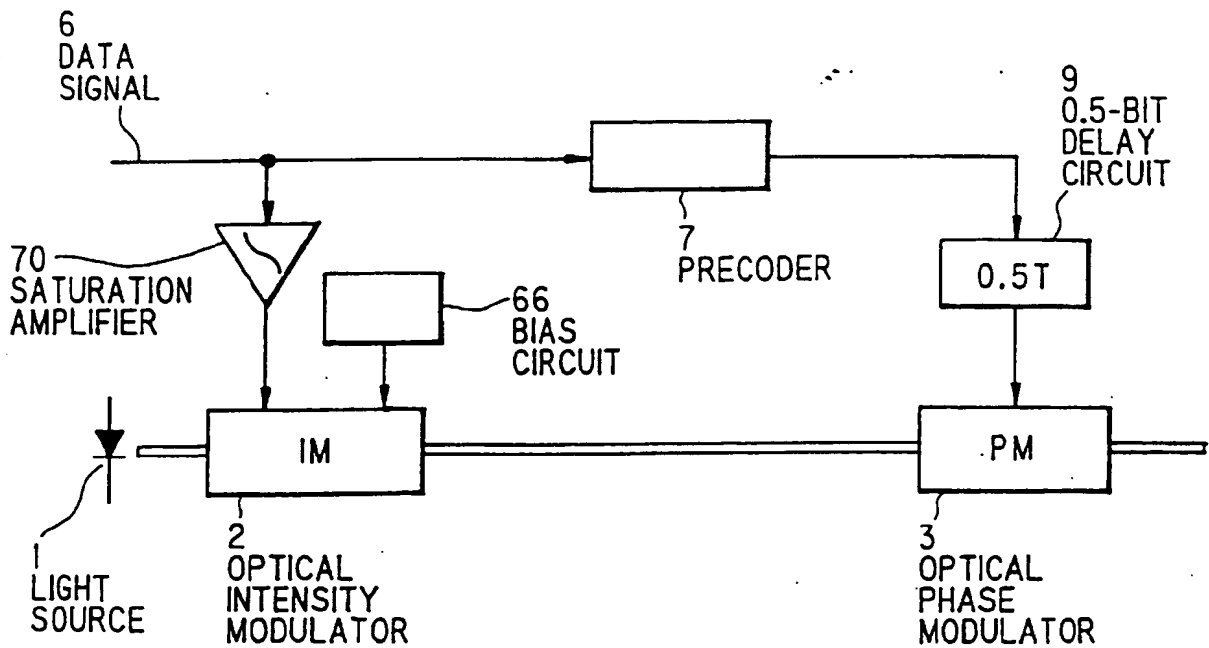 6
DATA
SIGNAL
9
0.5-BIT
DELAY
CIRCUIT
7
PRECODER
70
SATURATION
AMPLIFIER
66
BIAS
CIRCUIT
0.5T
IM
PM
1
LIGHT
SOURCE
2
OPTICAL
INTENSITY
MODULATOR
3
OPTICAL
PHASE
MODULATOR